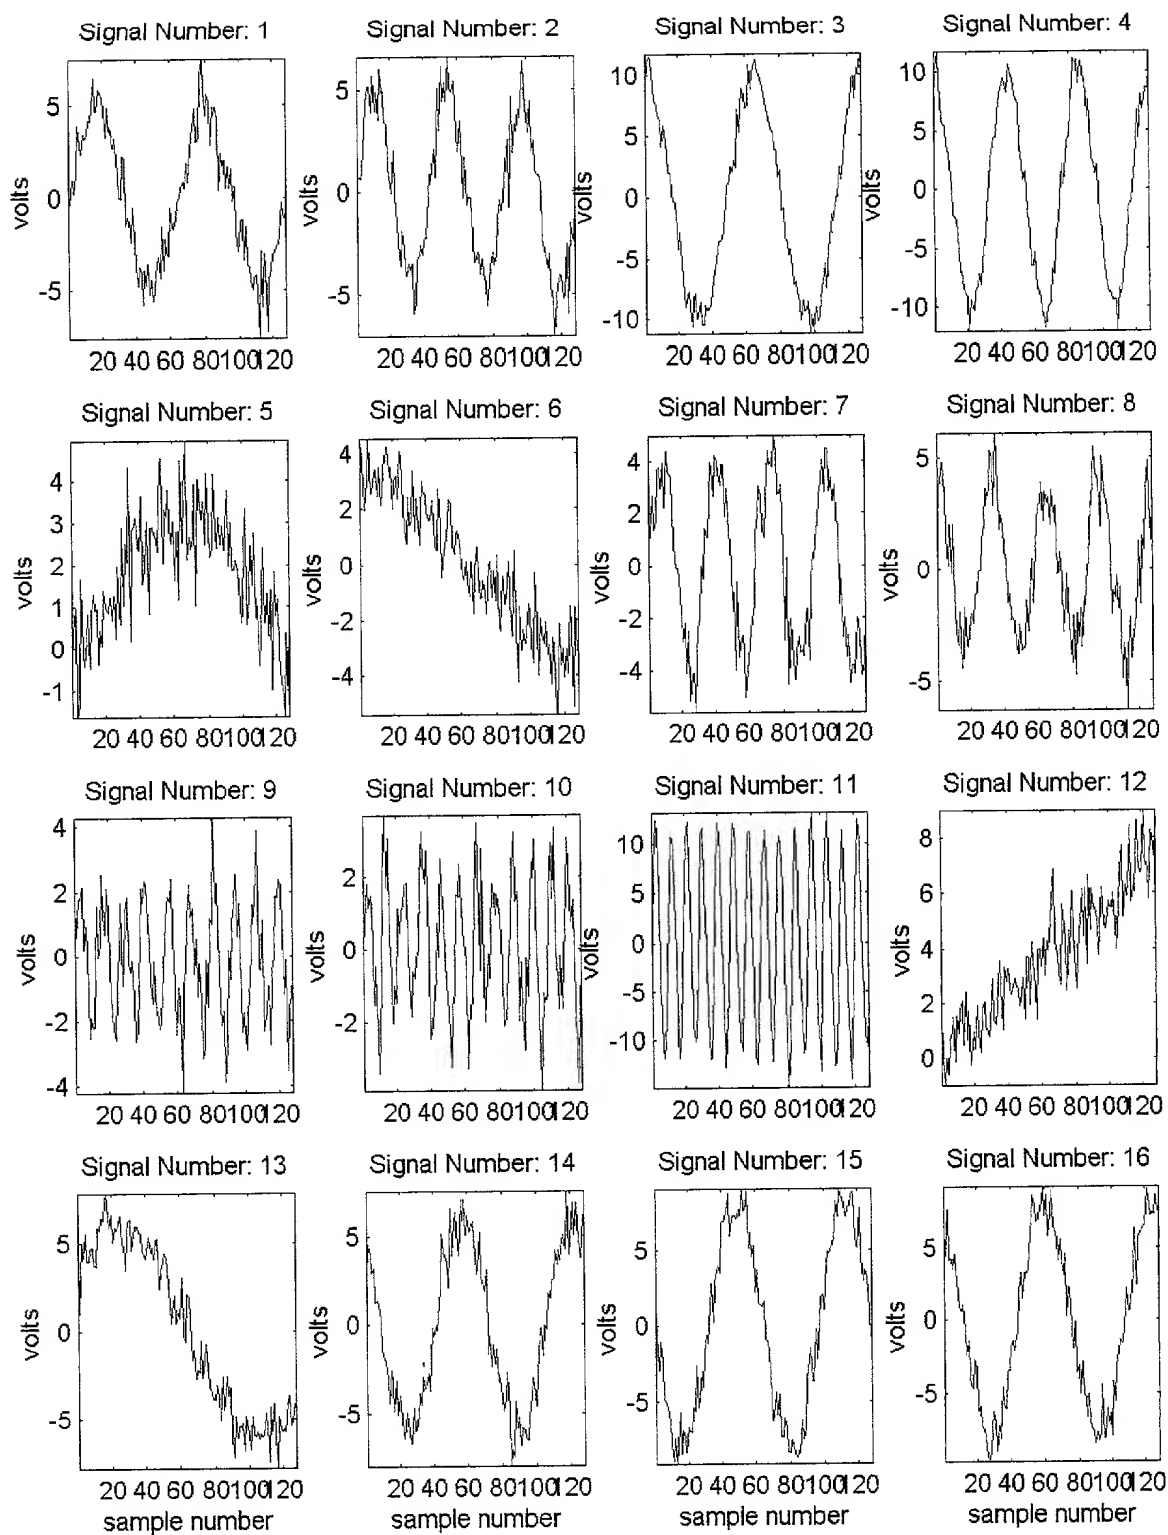 Signal Number: 1
volts
5
0
-5
20 40 60 80100120
Signal Number: 2
volts
5
0
-5
20 40 60 80100120
Signal Number: 3
volts
10
5
0
-5
-10
20 40 60 80100120
Signal Number: 4
volts
10
5
0
-5
-10
20 40 60 80100120
Signal Number: 5
volts
4
3
2
1
0
-1
20 40 60 80100120
Signal Number: 6
volts
4
2
0
-2
-4
20 40 60 80100120
Signal Number: 7
volts
4
2
0
-2
-4
20 40 60 80100120
Signal Number: 8
volts
5
0
-5
20 40 60 80100120
Signal Number: 9
volts
4
2
0
-2
-4
20 40 60 80100120
Signal Number: 10
volts
2
0
-2
20 40 60 80100120
Signal Number: 11
volts
10
5
0
-5
-10
20 40 60 80100120
Signal Number: 12
volts
8
6
4
2
0
20 40 60 80100120
Signal Number: 13
volts
5
0
-5
20 40 60 80100120
sample number
Signal Number: 14
volts
5
0
-5
20 40 60 80100120
sample number
Signal Number: 15
volts
5
0
-5
20 40 60 80100120
sample number
Signal Number: 16
volts
5
0
-5
20 40 60 80100120
sample number